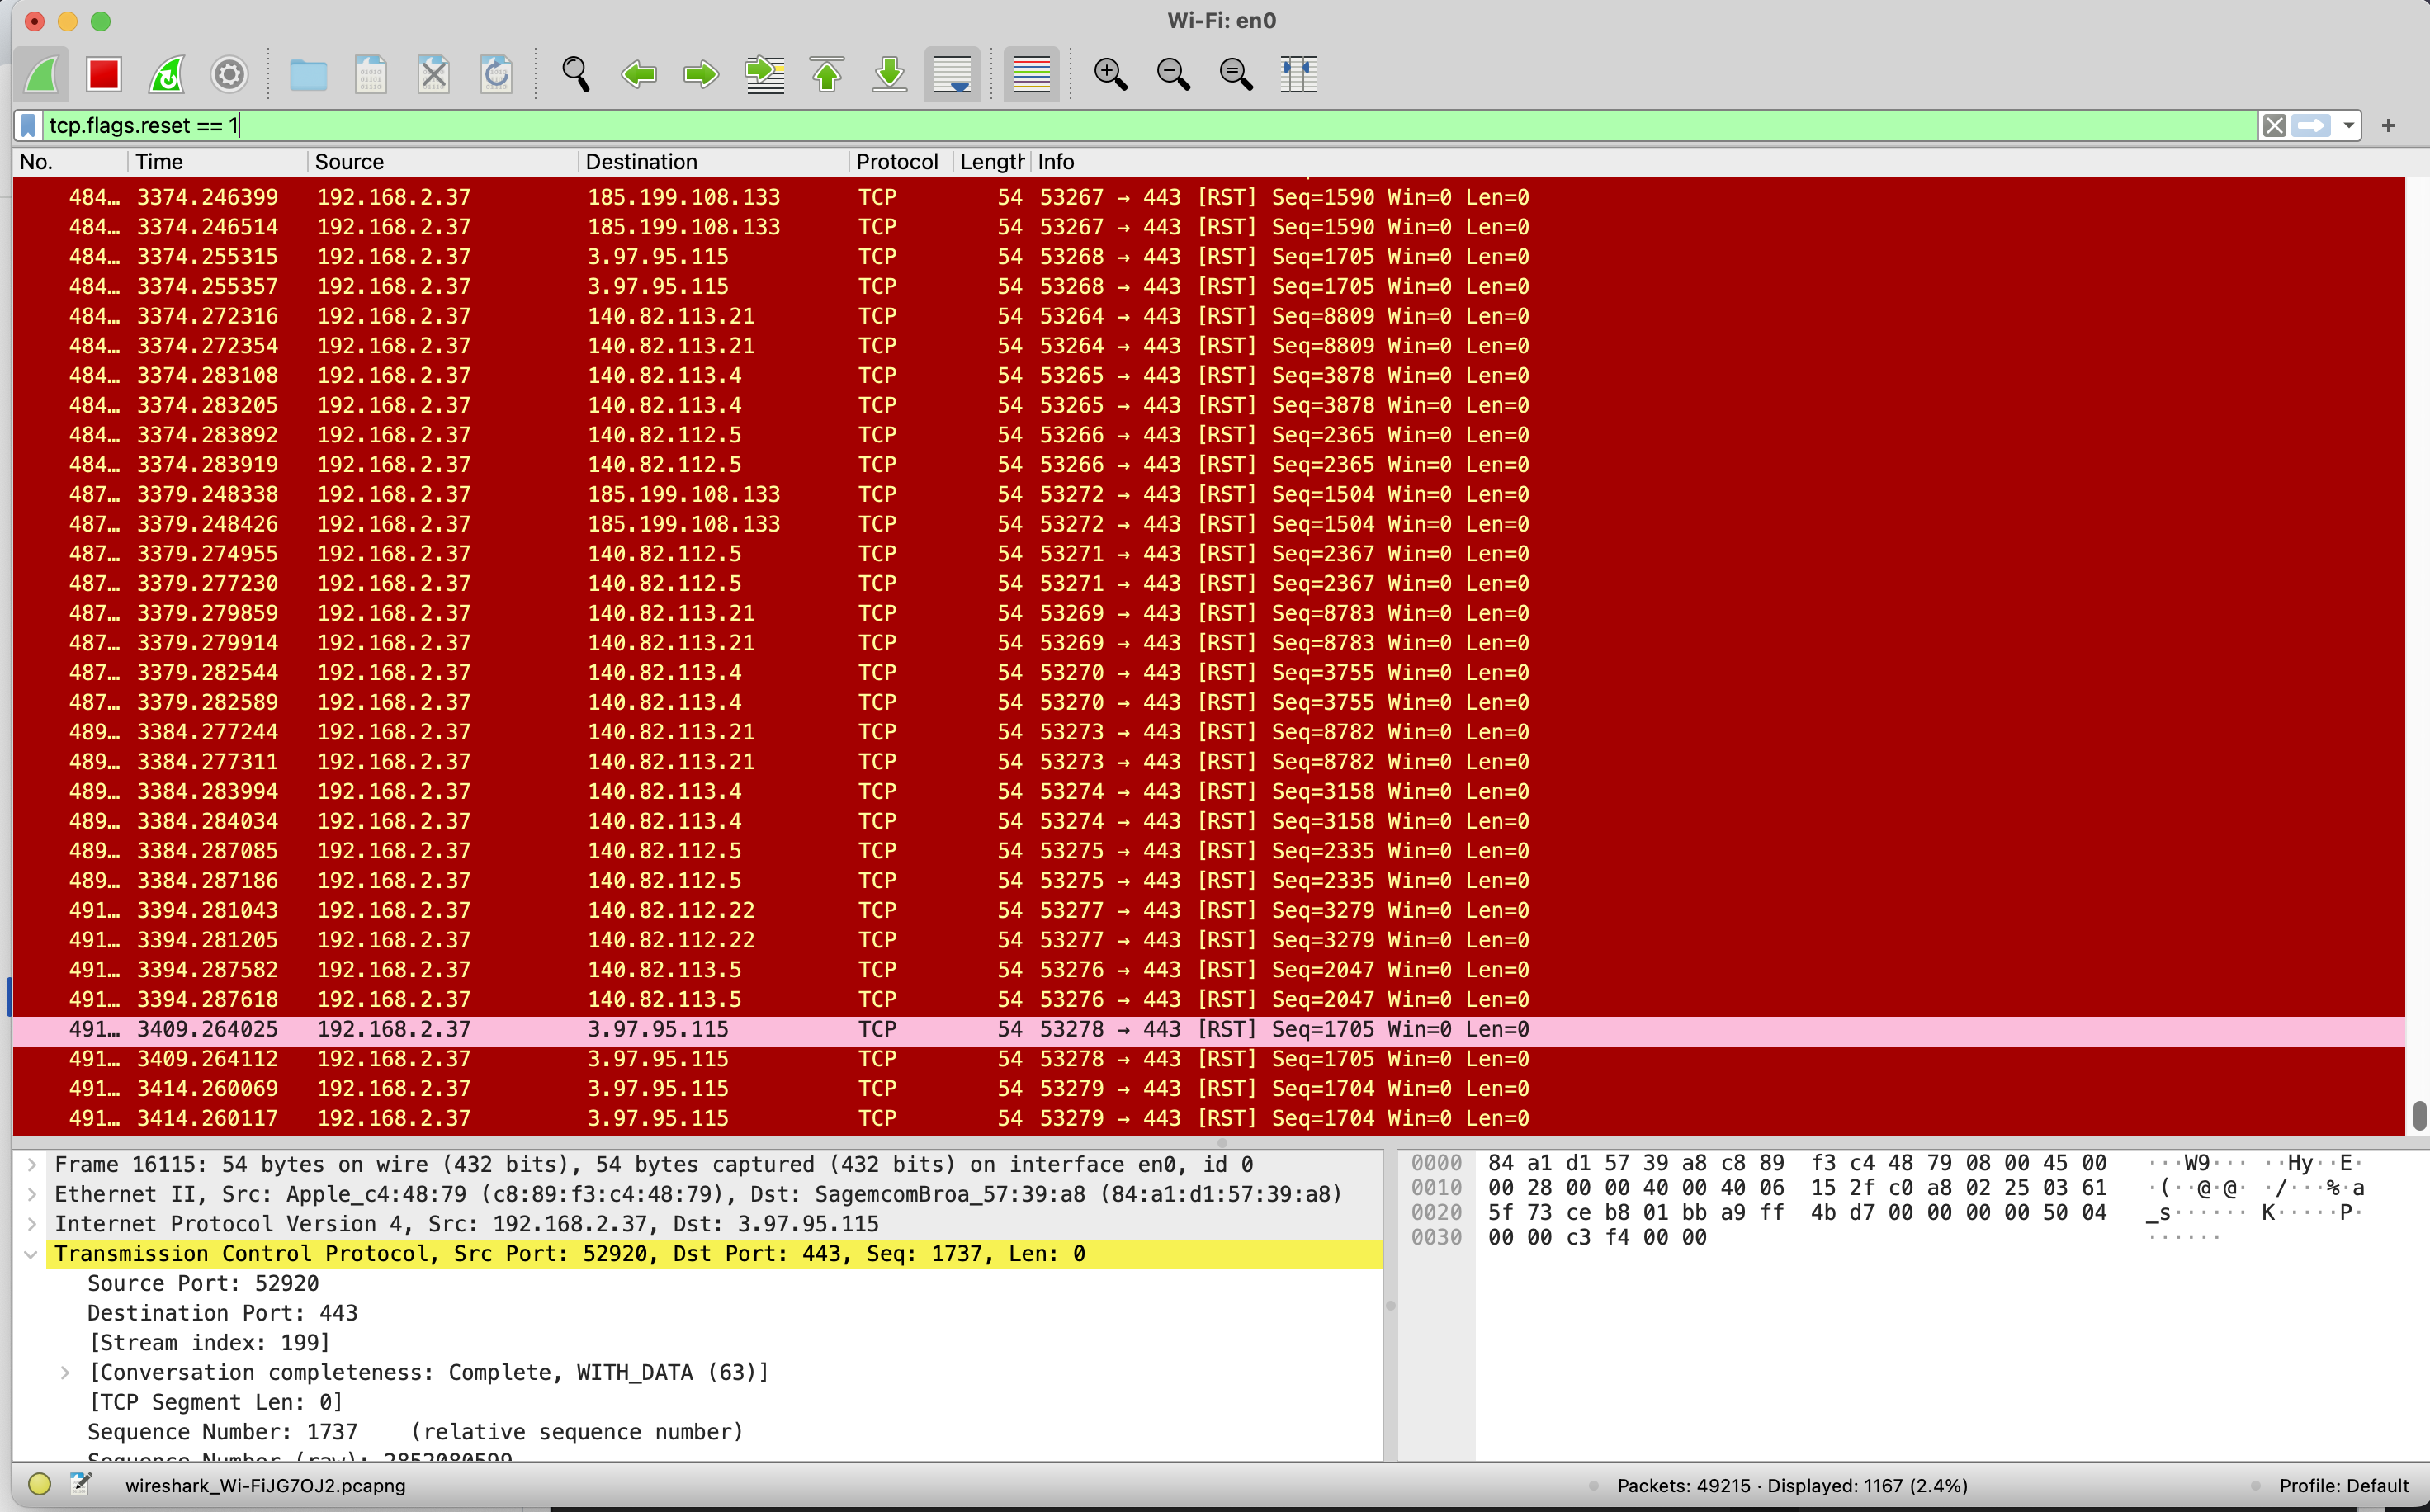 Wi-Fi: en0
tcp.flags.reset == 1
No. Time Source Destination Protocol Length Info
484… 3374.246399 192.168.2.37 185.199.108.133 TCP 54 53267 → 443 [RST] Seq=1590 Win=0 Len=0
484… 3374.246514 192.168.2.37 185.199.108.133 TCP 54 53267 → 443 [RST] Seq=1590 Win=0 Len=0
484… 3374.255315 192.168.2.37 3.97.95.115 TCP 54 53268 → 443 [RST] Seq=1705 Win=0 Len=0
484… 3374.255357 192.168.2.37 3.97.95.115 TCP 54 53268 → 443 [RST] Seq=1705 Win=0 Len=0
484… 3374.272316 192.168.2.37 140.82.113.21 TCP 54 53264 → 443 [RST] Seq=8809 Win=0 Len=0
484… 3374.272354 192.168.2.37 140.82.113.21 TCP 54 53264 → 443 [RST] Seq=8809 Win=0 Len=0
484… 3374.283108 192.168.2.37 140.82.113.4 TCP 54 53265 → 443 [RST] Seq=3878 Win=0 Len=0
484… 3374.283205 192.168.2.37 140.82.113.4 TCP 54 53265 → 443 [RST] Seq=3878 Win=0 Len=0
484… 3374.283892 192.168.2.37 140.82.112.5 TCP 54 53266 → 443 [RST] Seq=2365 Win=0 Len=0
484… 3374.283919 192.168.2.37 140.82.112.5 TCP 54 53266 → 443 [RST] Seq=2365 Win=0 Len=0
487… 3379.248338 192.168.2.37 185.199.108.133 TCP 54 53272 → 443 [RST] Seq=1504 Win=0 Len=0
487… 3379.248426 192.168.2.37 185.199.108.133 TCP 54 53272 → 443 [RST] Seq=1504 Win=0 Len=0
487… 3379.274955 192.168.2.37 140.82.112.5 TCP 54 53271 → 443 [RST] Seq=2367 Win=0 Len=0
487… 3379.277230 192.168.2.37 140.82.112.5 TCP 54 53271 → 443 [RST] Seq=2367 Win=0 Len=0
487… 3379.279859 192.168.2.37 140.82.113.21 TCP 54 53269 → 443 [RST] Seq=8783 Win=0 Len=0
487… 3379.279914 192.168.2.37 140.82.113.21 TCP 54 53269 → 443 [RST] Seq=8783 Win=0 Len=0
487… 3379.282544 192.168.2.37 140.82.113.4 TCP 54 53270 → 443 [RST] Seq=3755 Win=0 Len=0
487… 3379.282589 192.168.2.37 140.82.113.4 TCP 54 53270 → 443 [RST] Seq=3755 Win=0 Len=0
489… 3384.277244 192.168.2.37 140.82.113.21 TCP 54 53273 → 443 [RST] Seq=8782 Win=0 Len=0
489… 3384.277311 192.168.2.37 140.82.113.21 TCP 54 53273 → 443 [RST] Seq=8782 Win=0 Len=0
489… 3384.283994 192.168.2.37 140.82.113.4 TCP 54 53274 → 443 [RST] Seq=3158 Win=0 Len=0
489… 3384.284034 192.168.2.37 140.82.113.4 TCP 54 53274 → 443 [RST] Seq=3158 Win=0 Len=0
489… 3384.287085 192.168.2.37 140.82.112.5 TCP 54 53275 → 443 [RST] Seq=2335 Win=0 Len=0
489… 3384.287186 192.168.2.37 140.82.112.5 TCP 54 53275 → 443 [RST] Seq=2335 Win=0 Len=0
491… 3394.281043 192.168.2.37 140.82.112.22 TCP 54 53277 → 443 [RST] Seq=3279 Win=0 Len=0
491… 3394.281205 192.168.2.37 140.82.112.22 TCP 54 53277 → 443 [RST] Seq=3279 Win=0 Len=0
491… 3394.287582 192.168.2.37 140.82.113.5 TCP 54 53276 → 443 [RST] Seq=2047 Win=0 Len=0
491… 3394.287618 192.168.2.37 140.82.113.5 TCP 54 53276 → 443 [RST] Seq=2047 Win=0 Len=0
491… 3409.264025 192.168.2.37 3.97.95.115 TCP 54 53278 → 443 [RST] Seq=1705 Win=0 Len=0
491… 3409.264112 192.168.2.37 3.97.95.115 TCP 54 53278 → 443 [RST] Seq=1705 Win=0 Len=0
491… 3414.260069 192.168.2.37 3.97.95.115 TCP 54 53279 → 443 [RST] Seq=1704 Win=0 Len=0
491… 3414.260117 192.168.2.37 3.97.95.115 TCP 54 53279 → 443 [RST] Seq=1704 Win=0 Len=0
Frame 16115: 54 bytes on wire (432 bits), 54 bytes captured (432 bits) on interface en0, id 0
Ethernet II, Src: Apple_c4:48:79 (c8:89:f3:c4:48:79), Dst: SagemcomBroa_57:39:a8 (84:a1:d1:57:39:a8)
Internet Protocol Version 4, Src: 192.168.2.37, Dst: 3.97.95.115
Transmission Control Protocol, Src Port: 52920, Dst Port: 443, Seq: 1737, Len: 0
Source Port: 52920
Destination Port: 443
[Stream index: 199]
[Conversation completeness: Complete, WITH_DATA (63)]
[TCP Segment Len: 0]
Sequence Number: 1737 (relative sequence number)
Sequence Number (raw): 2852080599
0000 84 a1 d1 57 39 a8 c8 89 f3 c4 48 79 08 00 45 00 ···W9··· ··Hy··E·
0010 00 28 00 00 40 00 40 06 15 2f c0 a8 02 25 03 61 ·(··@·@· ·/···%·a
0020 5f 73 ce b8 01 bb a9 ff 4b d7 00 00 00 00 50 04 _s······ K·····P·
0030 00 00 c3 f4 00 00 ······
wireshark_Wi-FiJG7OJ2.pcapng
Packets: 49215 · Displayed: 1167 (2.4%)
Profile: Default